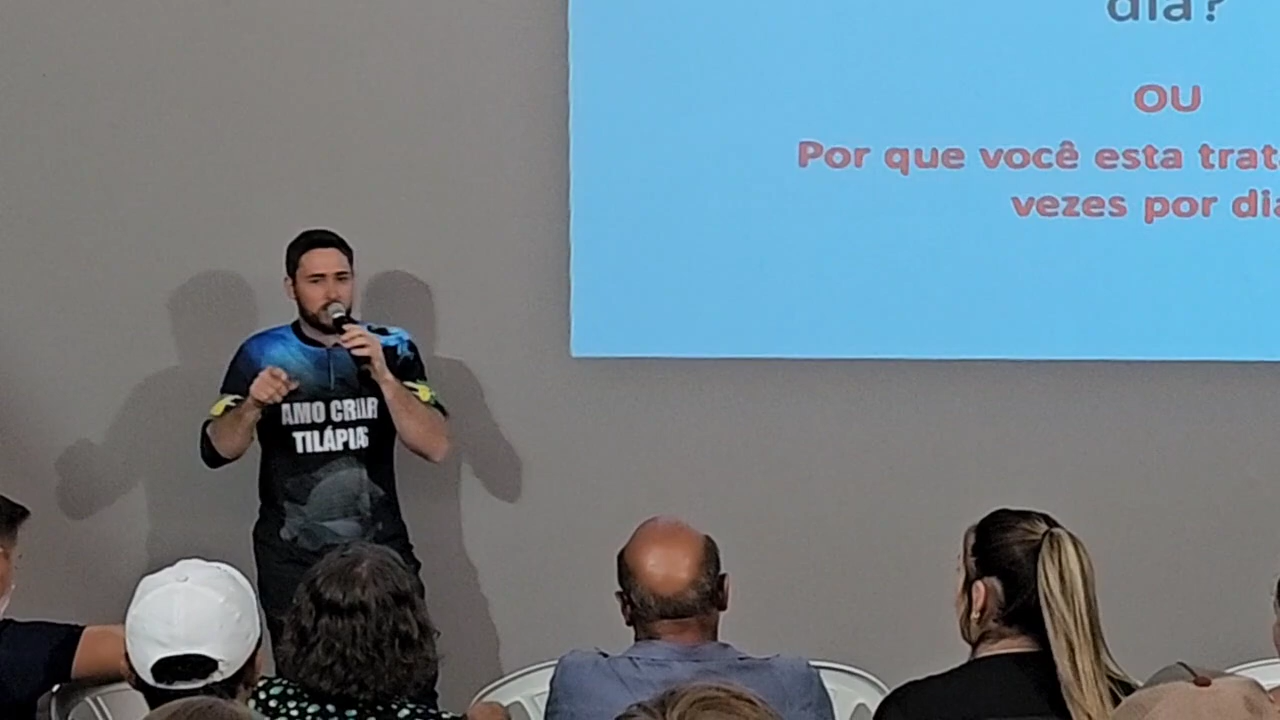 dia?
OU
Por que você esta trat
vezes por dia
AMO CRIAR
TILÁPIAS